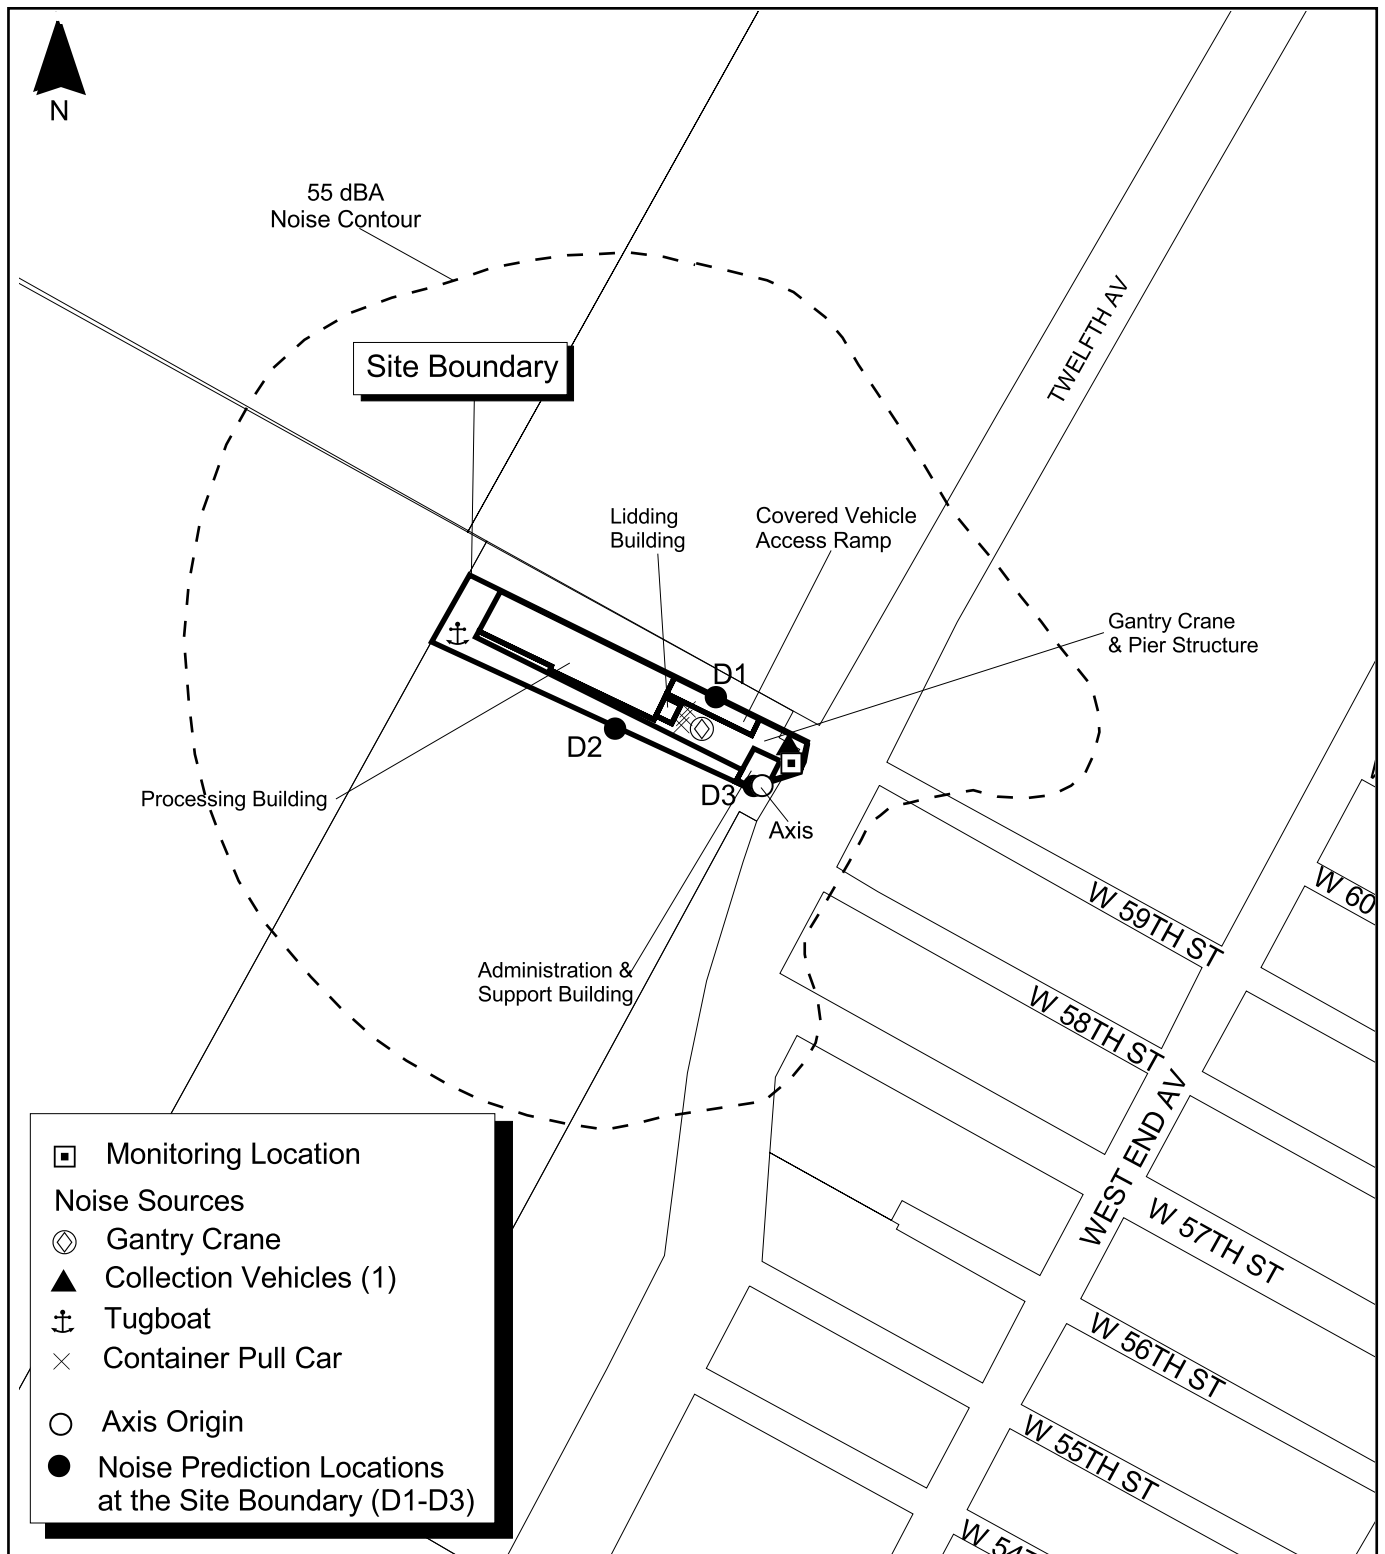 N
55 dBA
Noise Contour
Site Boundary
TWELFTH AV
Lidding
Building
Covered Vehicle
Access Ramp
Gantry Crane
& Pier Structure
D1
D2
D3
Processing Building
Axis
W 59TH ST
W 60
Administration &
Support Building
W 58TH ST
WEST END AV
W 57TH ST
W 56TH ST
W 55TH ST
Monitoring Location
Noise Sources
Gantry Crane
Collection Vehicles (1)
Tugboat
Container Pull Car
Axis Origin
Noise Prediction Locations
at the Site Boundary (D1-D3)